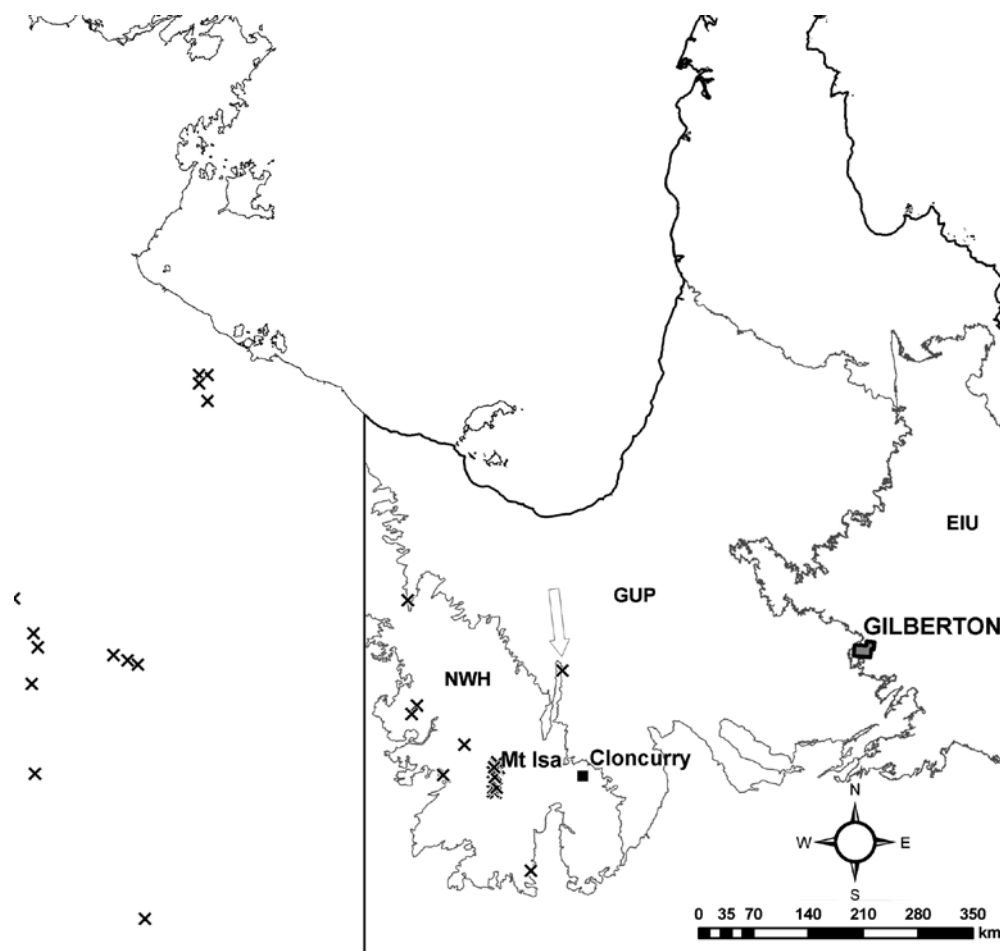 EIU
GUP
GILBERTON
NWH
Mt Isa
Cloncurry
N
W
E
S
0 35 70 140 210 280 350
km